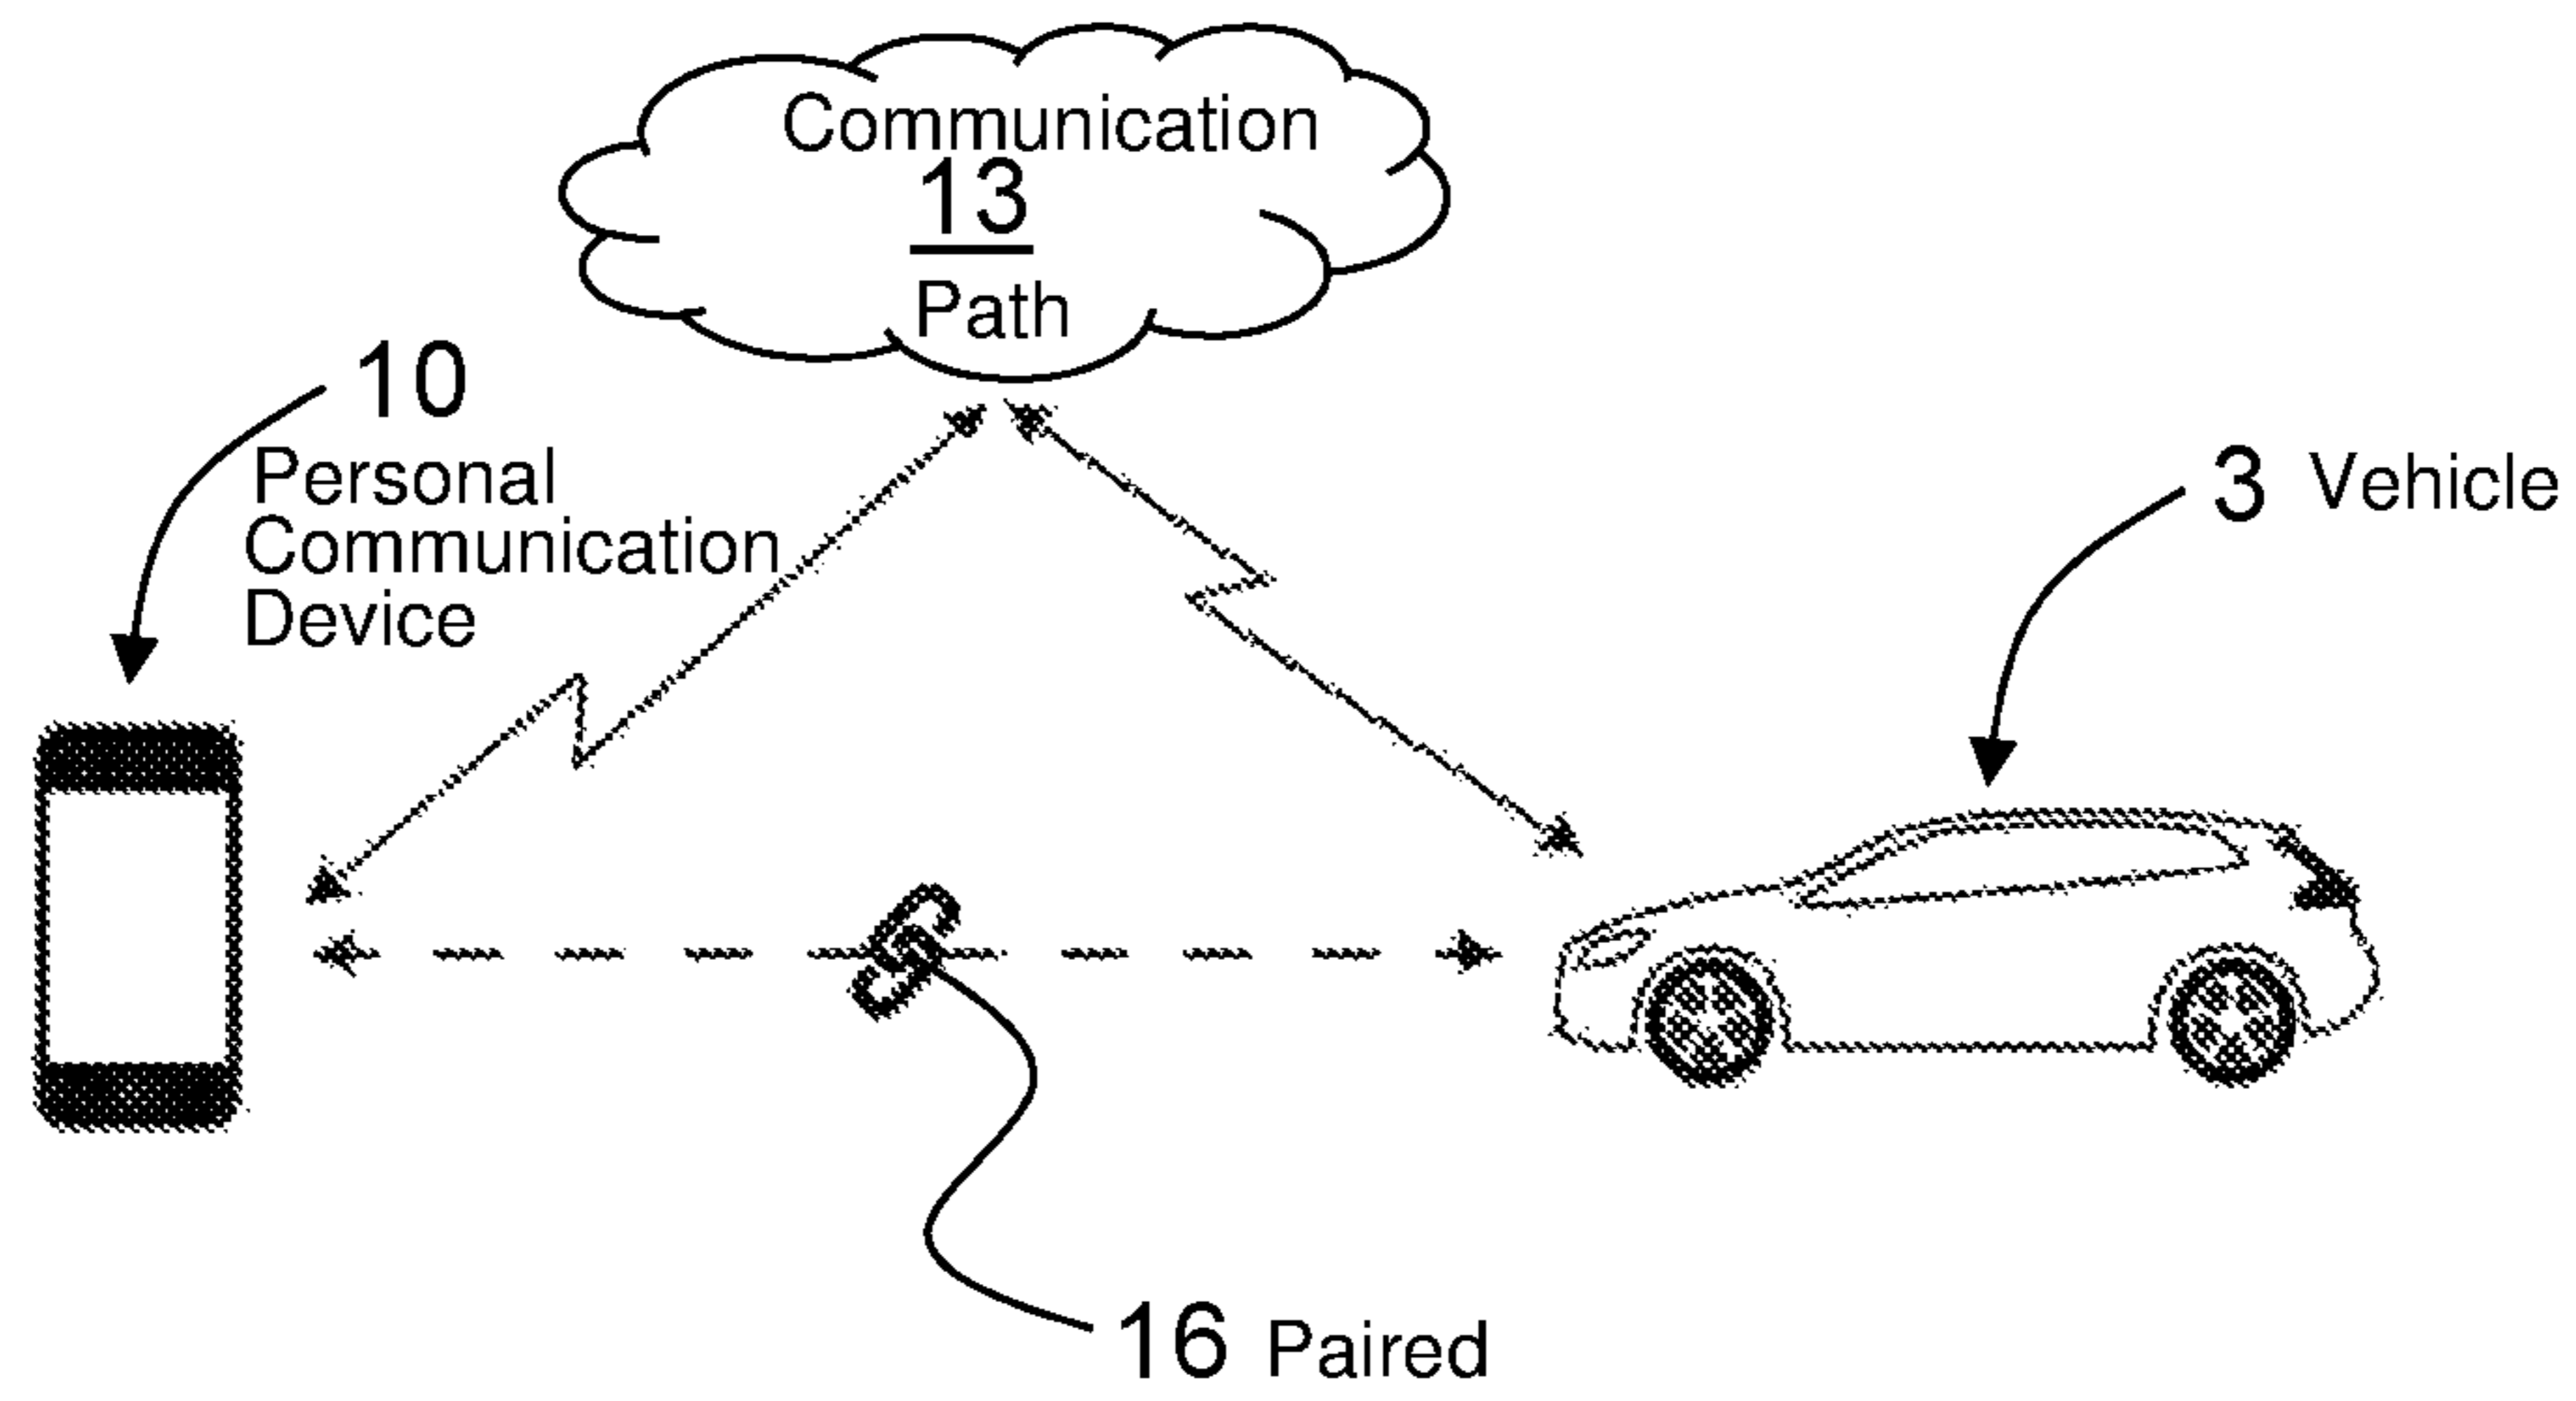 Communication
13
Path
10
Personal
Communication
Device
3 Vehicle
16 Paired